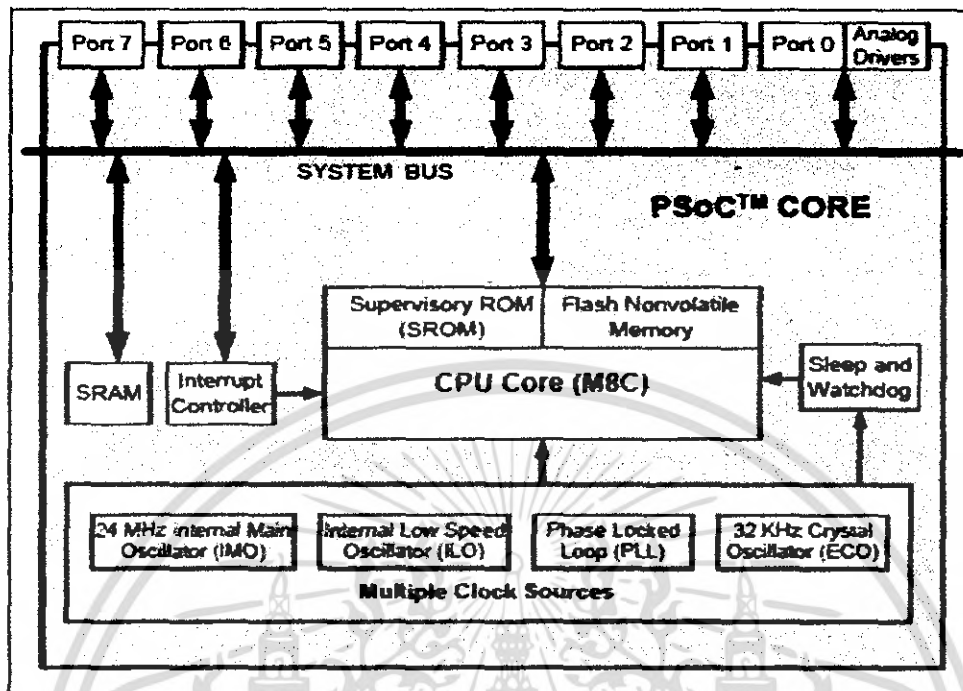 Port 7 Port 6 Port 5 Port 4 Port 3 Port 2 Port 1 Port 0 Analog
Drivers
SYSTEM BUS
PSoC™ CORE
Supervisory ROM
(SROM)
Flash Nonvolatile
Memory
SRAM
Interrupt
Controller
CPU Core (M8C)
Sleep and
Watchdog
24 MHz Internal Main
Oscillator (IMO)
Internal Low Speed
Oscillator (ILO)
Phase Locked
Loop (PLL)
32 KHz Crystal
Oscillator (ECO)
Multiple Clock Sources